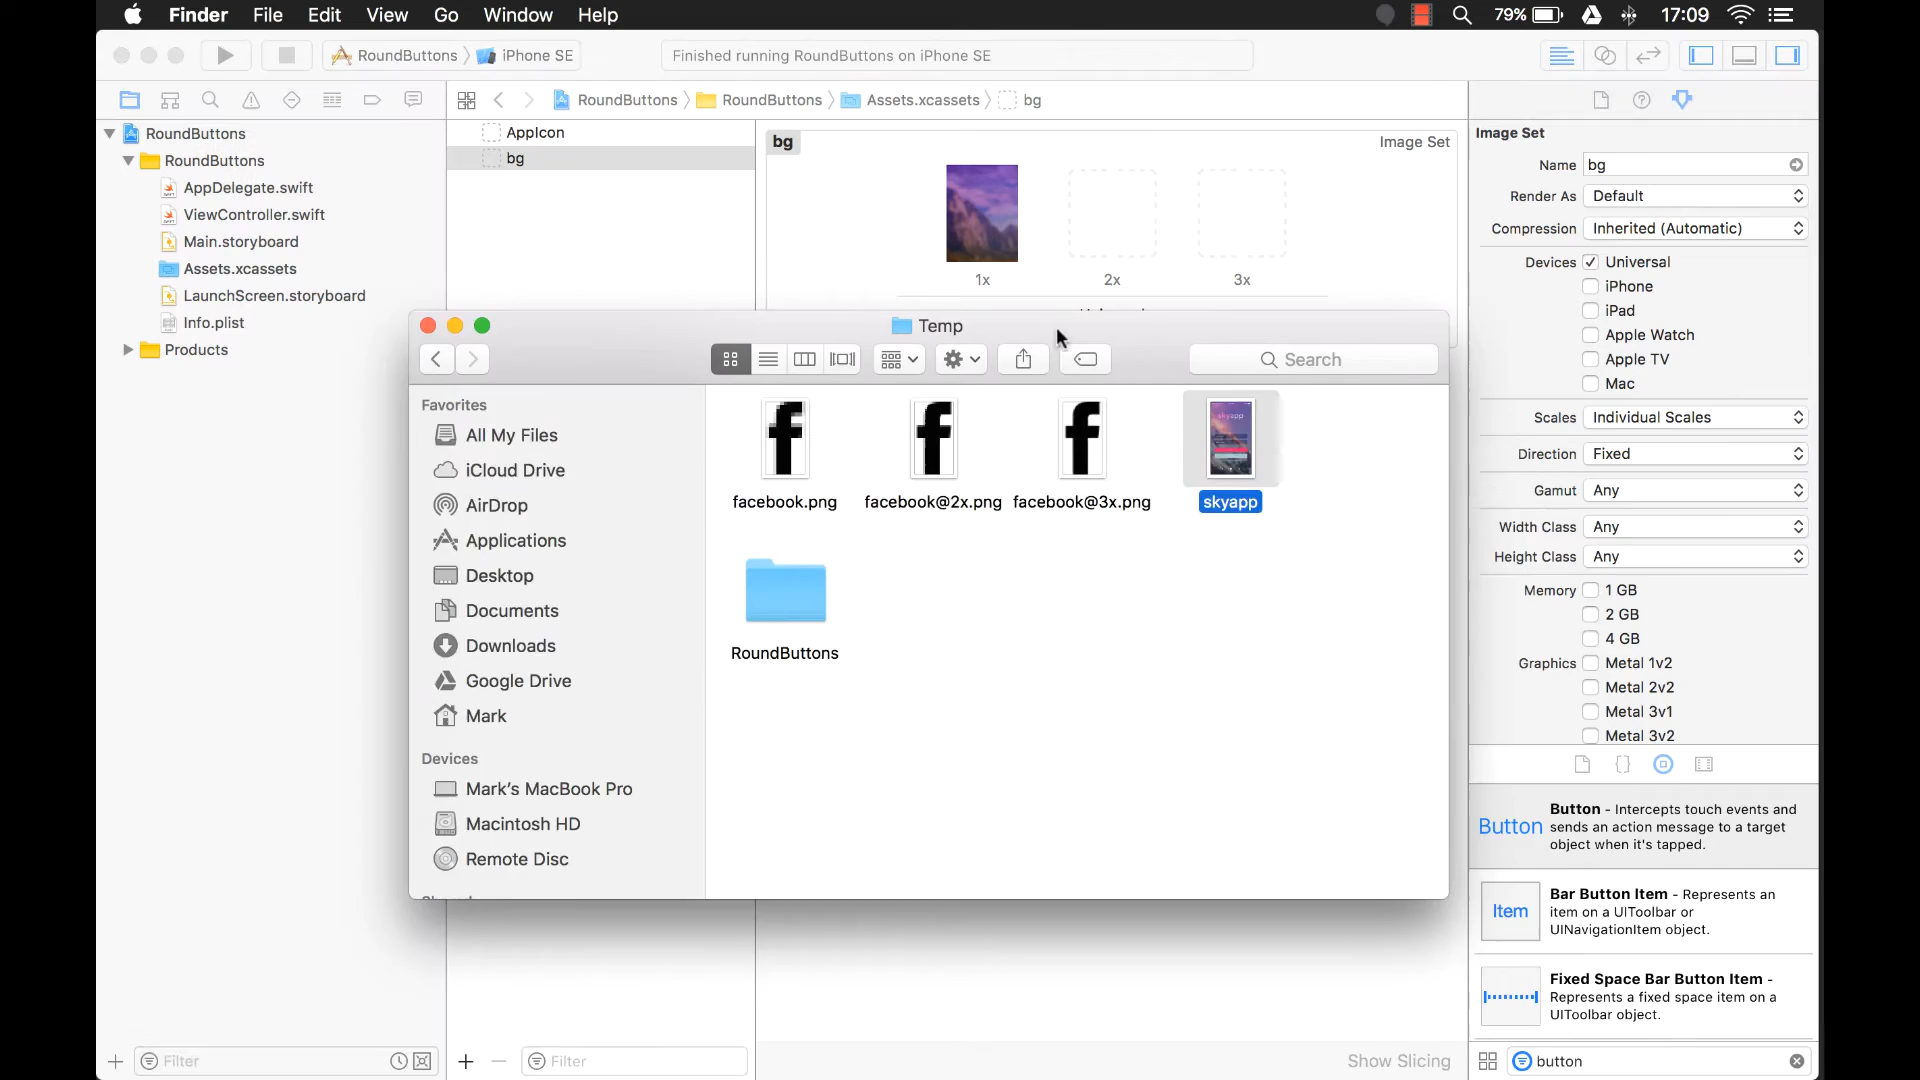 Finder File Edit View Go Window Help
79% 17:09
RoundButtons iPhone SE
Finished running RoundButtons on iPhone SE
RoundButtons RoundButtons Assets.xcassets bg
RoundButtons
RoundButtons
AppDelegate.swift
ViewController.swift
Main.storyboard
Assets.xcassets
LaunchScreen.storyboard
Info.plist
Products
Filter
AppIcon
bg
Filter
bg Image Set
1x 2x 3x
Show Slicing
Temp
Search
Favorites
All My Files
iCloud Drive
AirDrop
Applications
Desktop
Documents
Downloads
Google Drive
Mark
Devices
Mark’s MacBook Pro
Macintosh HD
Remote Disc
facebook.png facebook@2x.png facebook@3x.png skyapp
RoundButtons
Image Set
Name bg
Render As Default
Compression Inherited (Automatic)
Devices Universal
iPhone
iPad
Apple Watch
Apple TV
Mac
Scales Individual Scales
Direction Fixed
Gamut Any
Width Class Any
Height Class Any
Memory 1 GB
2 GB
4 GB
Graphics Metal 1v2
Metal 2v2
Metal 3v1
Metal 3v2
Button
Button - Intercepts touch events and
sends an action message to a target
object when it's tapped.
Item
Bar Button Item - Represents an
item on a UIToolbar or
UINavigationItem object.
Fixed Space Bar Button Item -
Represents a fixed space item on a
UIToolbar object.
button